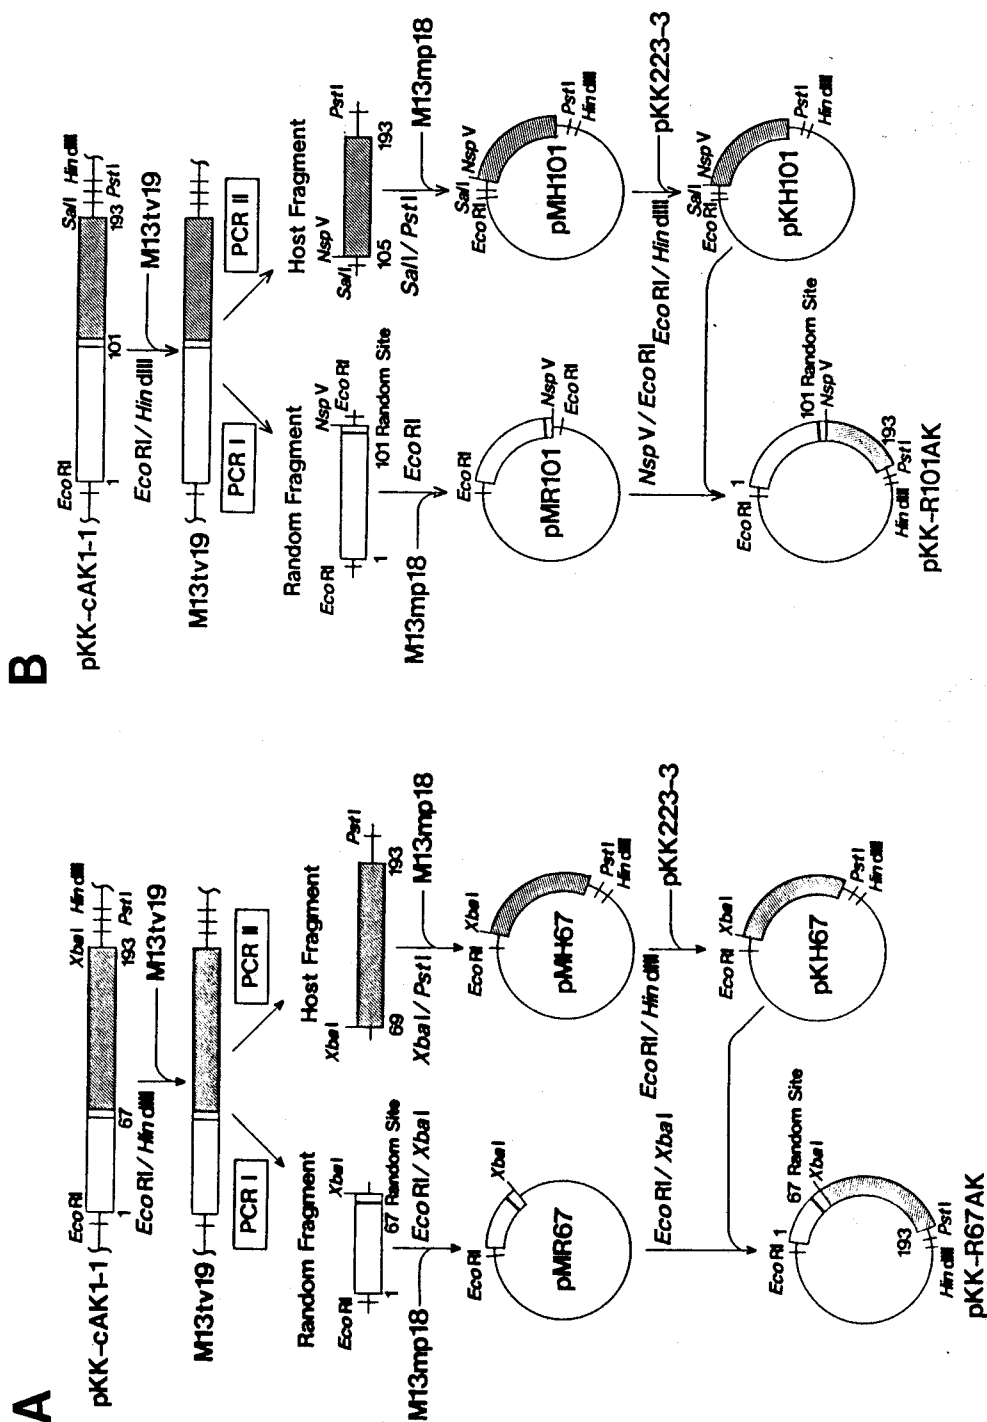 A
pKK-cAK1-1
EcoRI
XbaI HindIII
1
67
193 PstI
EcoRI/HindIII
M13tv19
M13tv19
PCR I
PCR II
Random Fragment
Host Fragment
EcoRI
XbaI
1
67 Random Site
XbaI
PstI
69
193
M13mp18
EcoRI/XbaI
XbaI/PstI
M13mp18
EcoRI
XbaI
pMR67
EcoRI
XbaI
pMH67
PstI
HindIII
EcoRI/XbaI
EcoRI/HindIII
pKK223-3
EcoRI
XbaI
pKH67
PstI
HindIII
EcoRI 1
67 Random Site
XbaI
193
HindIII PstI
pKK-R67AK
B
pKK-cAK1-1
EcoRI
SalI HindIII
1
101
193 PstI
EcoRI/HindIII
M13tv19
M13tv19
PCR I
PCR II
Random Fragment
Host Fragment
EcoRI
NspV
EcoRI
1
101 Random Site
SalI
NspV
PstI
105
193
M13mp18
EcoRI
SalI/PstI
M13mp18
EcoRI
pMR101
NspV
EcoRI
EcoRI
SalI
NspV
pMH101
PstI
HindIII
NspV/EcoRI
EcoRI/HindIII
pKK223-3
EcoRI
SalI
NspV
pKH101
PstI
HindIII
EcoRI
1
101 Random Site
NspV
193
HindIII PstI
pKK-R101AK